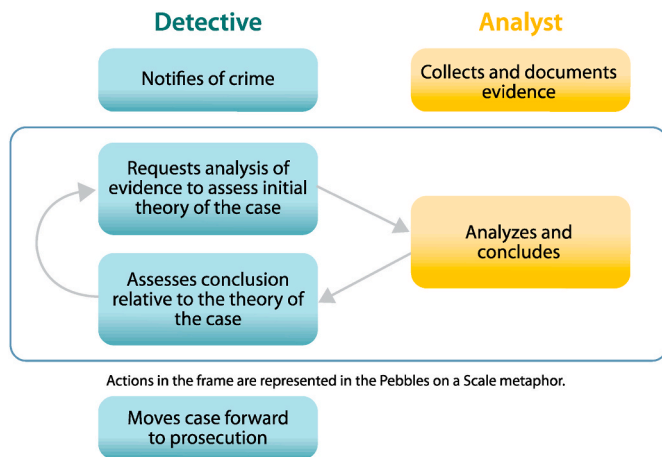 Detective
Analyst
Notifies of crime
Collects and documents
evidence
Requests analysis of
evidence to assess initial
theory of the case
Analyzes and
concludes
Assesses conclusion
relative to the theory of
the case
Actions in the frame are represented in the Pebbles on a Scale metaphor.
Moves case forward
to prosecution